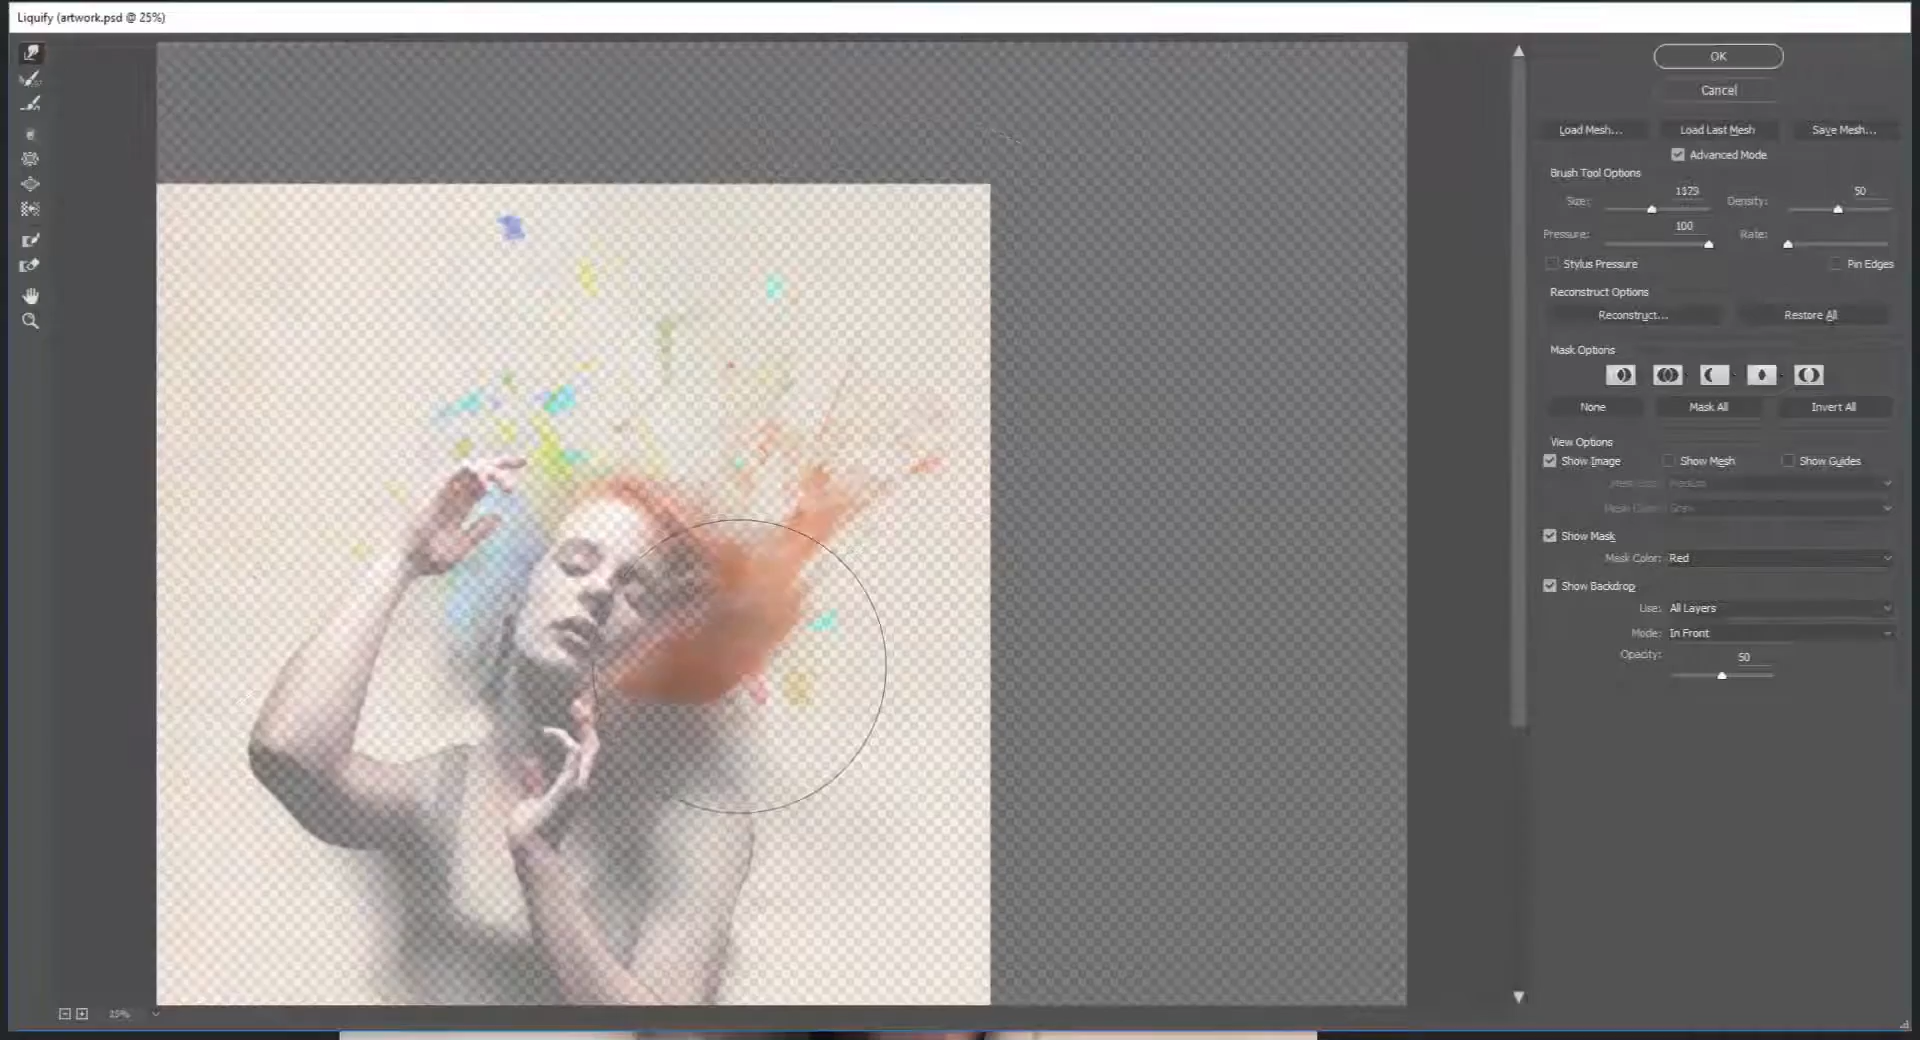 Liquify (artwork.psd @ 25%)
OK
Cancel
Load Mesh... Load Last Mesh Save Mesh...
Advanced Mode
Brush Tool Options
Size: Density: 50
Pressure: 100 Rate:
Stylus Pressure Pin Edges
Reconstruct Options
Reconstruct... Restore All
Mask Options
None Mask All Invert All
View Options
Show Image Show Mesh Show Guides
Show Mask
Mask Color: Red
Show Backdrop
Use: All Layers
Mode: In Front
Opacity: 50
25%